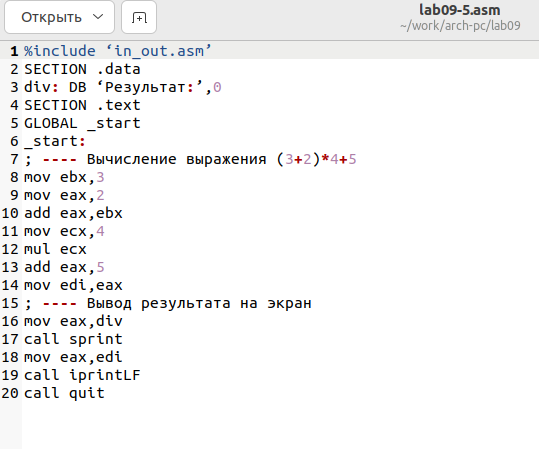 Открыть
lab09-5.asm
~/work/arch-pc/lab09
1 %include ‘in_out.asm’
2 SECTION .data
3 div: DB ‘Результат:’,0
4 SECTION .text
5 GLOBAL _start
6 _start:
7 ; ---- Вычисление выражения (3+2)*4+5
8 mov ebx,3
9 mov eax,2
10 add eax,ebx
11 mov ecx,4
12 mul ecx
13 add eax,5
14 mov edi,eax
15 ; ---- Вывод результата на экран
16 mov eax,div
17 call sprint
18 mov eax,edi
19 call iprintLF
20 call quit